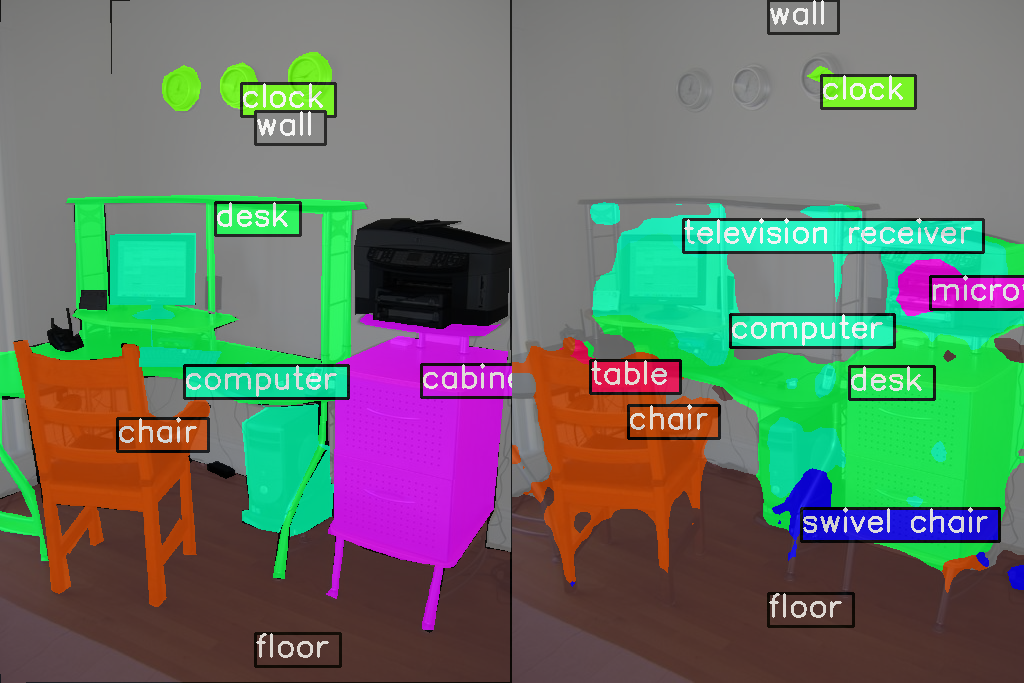 wall
clock
clock
wall
desk
television receiver
micro
computer
computer
cabine
table
desk
chair
chair
swivel chair
floor
floor